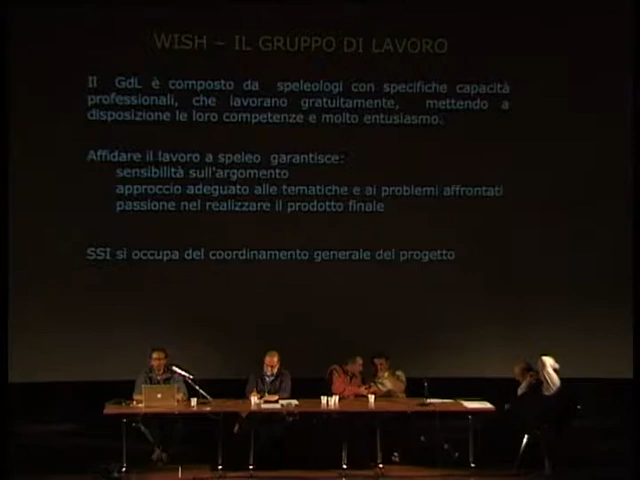 WISH – IL GRUPPO DI LAVORO
Il GdL è composto da speleologi con specifiche capacità
professionali, che lavorano gratuitamente, mettendo a
disposizione le loro competenze e molto entusiasmo.
Affidare il lavoro a speleo garantisce:
sensibilità sull'argomento
approccio adeguato alle tematiche e ai problemi affrontati
passione nel realizzare il prodotto finale
SSI si occupa del coordinamento generale del progetto